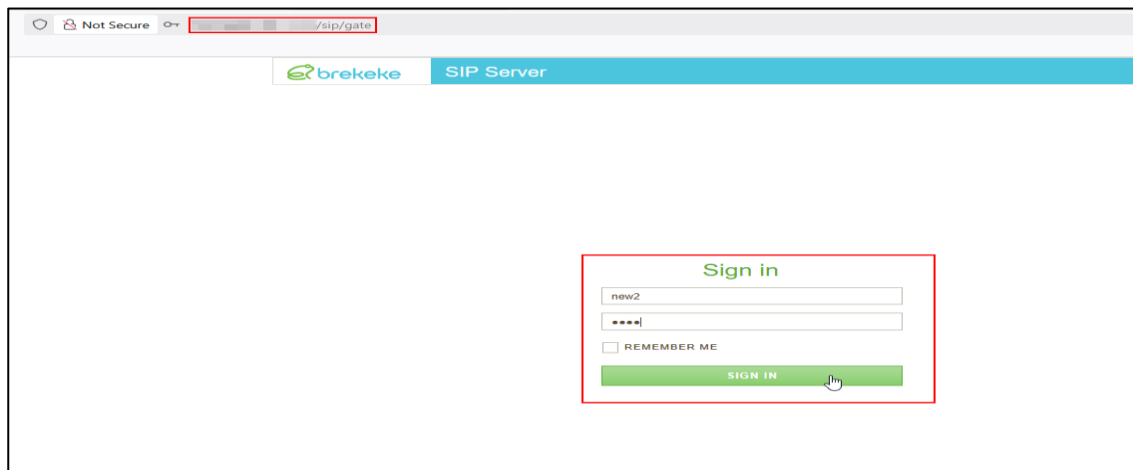 Not Secure /sip/gate
brekeke SIP Server
Sign in
new2
••••
REMEMBER ME
SIGN IN